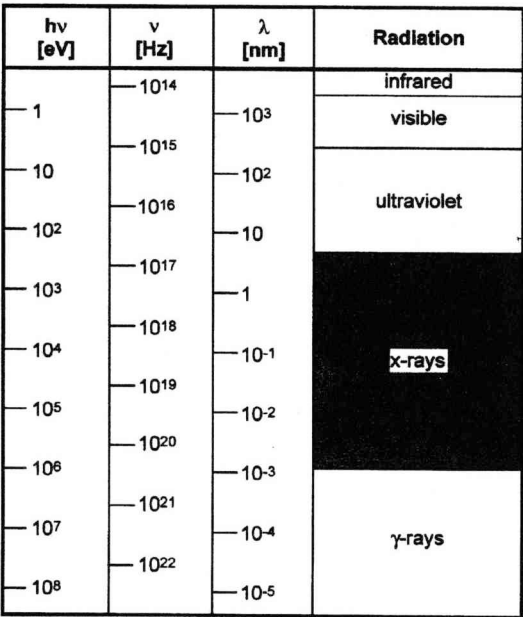 hν ν λ Radiation
[eV] [Hz] [nm]
10¹⁴ infrared
1 10³ visible
10¹⁵
10 10²
10¹⁶ ultraviolet
10² 10
10¹⁷
10³ 1
10¹⁸
10⁴ 10⁻¹ x-rays
10¹⁹
10⁵ 10⁻²
10²⁰
10⁶ 10⁻³
10²¹
10⁷ 10⁻⁴ γ-rays
10²²
10⁸ 10⁻⁵